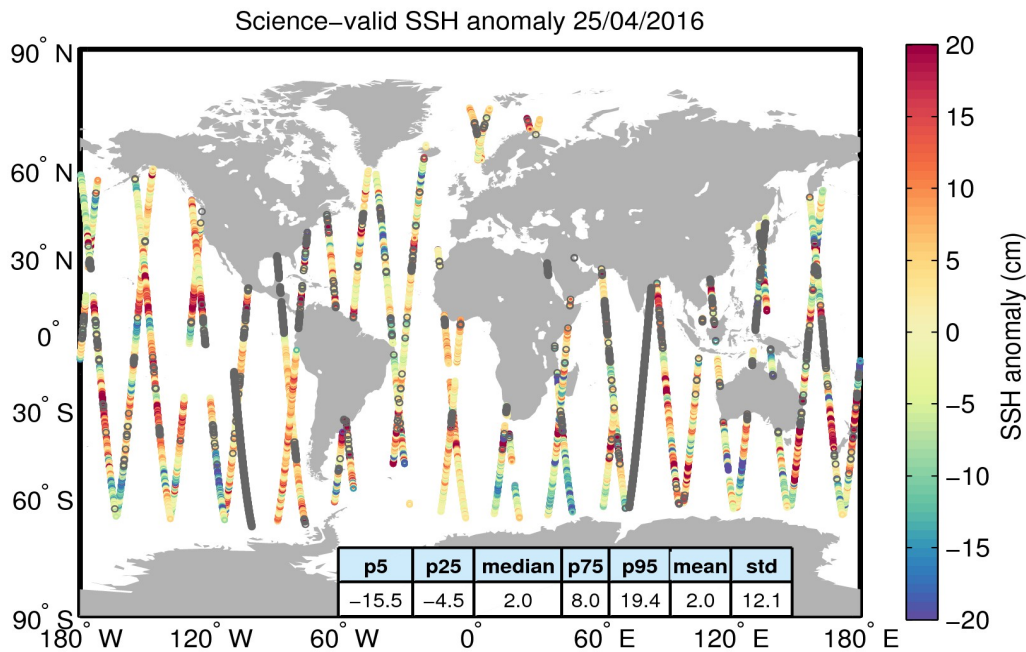 Science−valid SSH anomaly 25/04/2016
90° N
60° N
30° N
0°
30° S
60° S
90° S
180° W
120° W
60° W
0°
60° E
120° E
180° E
p5 p25 median p75 p95 mean std
−15.5 −4.5 2.0 8.0 19.4 2.0 12.1
20
15
10
5
0
−5
−10
−15
−20
SSH anomaly (cm)